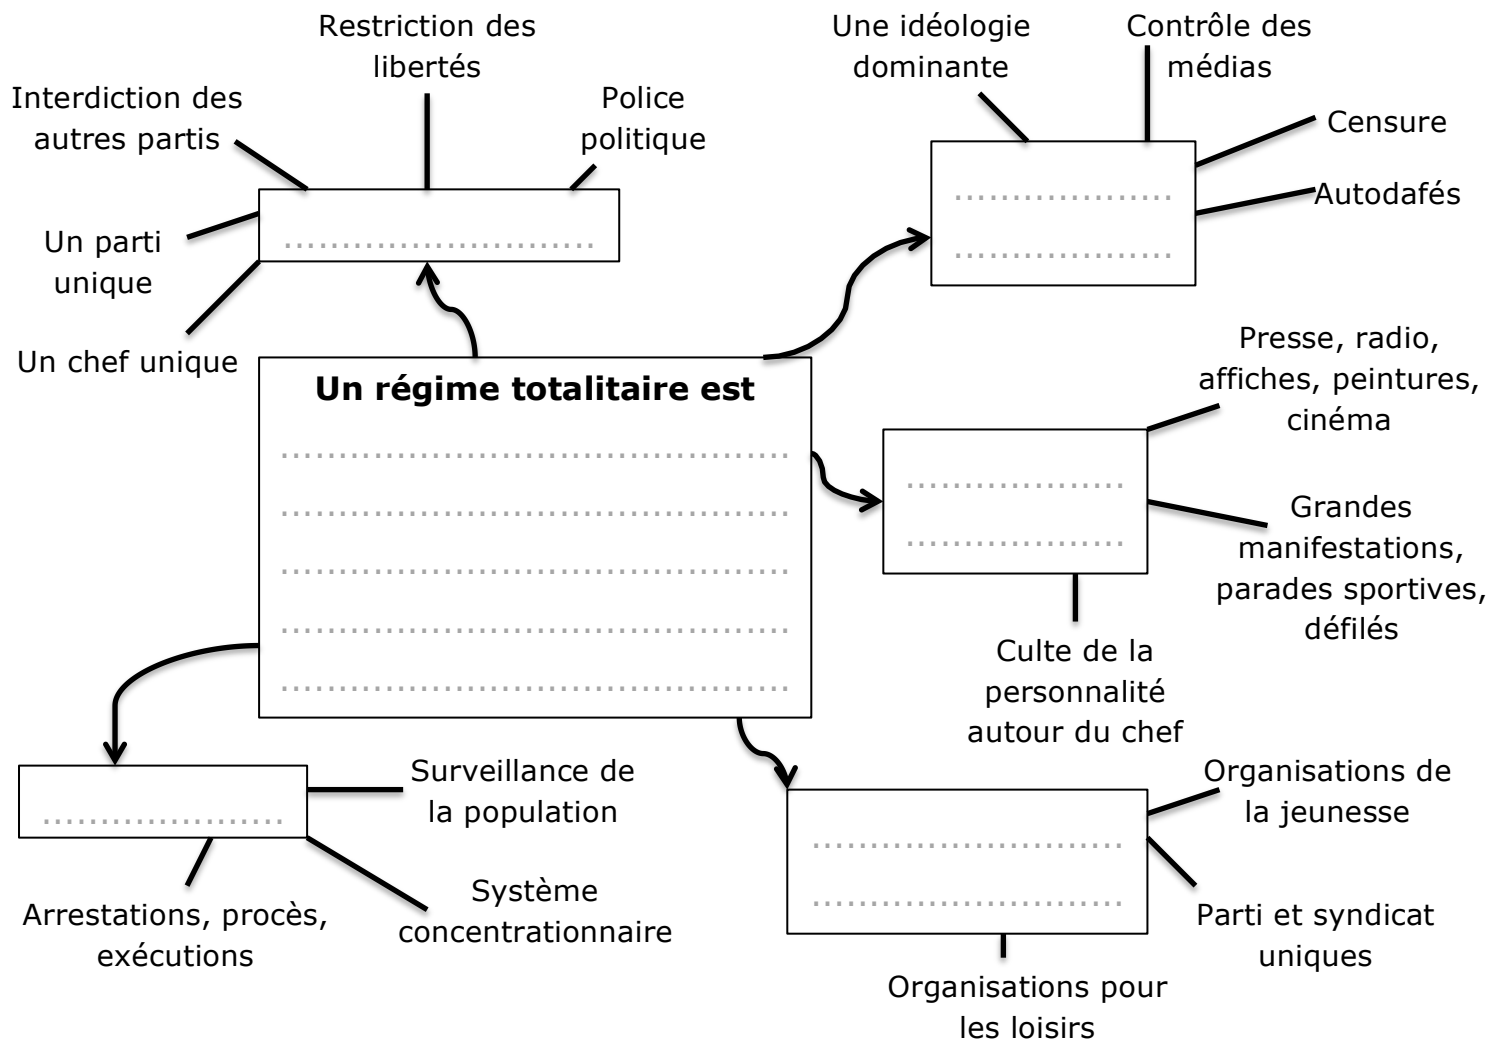 Restriction des
libertés
Interdiction des
autres partis
Police
politique
Un parti
unique
Un chef unique
..........................
Une idéologie
dominante
Contrôle des
médias
Censure
Autodafés
...................
...................
Un régime totalitaire est
............................................
............................................
............................................
............................................
............................................
Presse, radio,
affiches, peintures,
cinéma
...................
...................
Grandes
manifestations,
parades sportives,
défilés
Culte de la
personnalité
autour du chef
.....................
Surveillance de
la population
Système
concentrationnaire
Arrestations, procès,
exécutions
...........................
...........................
Organisations de
la jeunesse
Parti et syndicat
uniques
Organisations pour
les loisirs